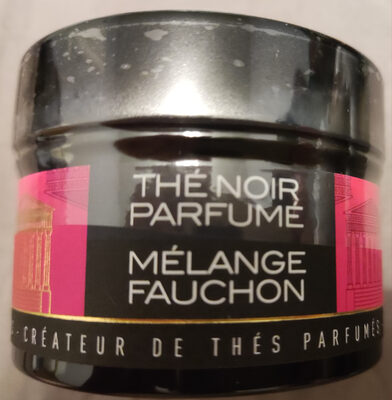 THÉ NOIR
PARFUMÉ
MÉLANGE
FAUCHON
- CRÉATEUR DE THÉS PARFUMÉS